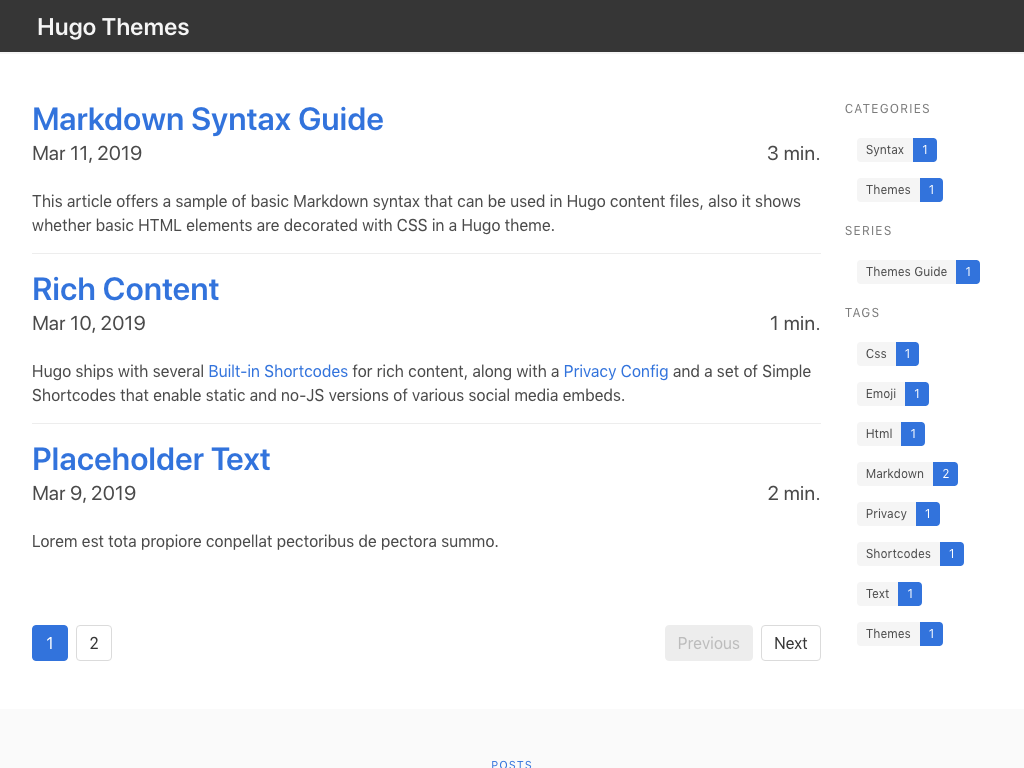 Hugo Themes
Markdown Syntax Guide
Mar 11, 2019
3 min.
This article offers a sample of basic Markdown syntax that can be used in Hugo content files, also it shows
whether basic HTML elements are decorated with CSS in a Hugo theme.
Rich Content
Mar 10, 2019
1 min.
Hugo ships with several Built-in Shortcodes for rich content, along with a Privacy Config and a set of Simple
Shortcodes that enable static and no-JS versions of various social media embeds.
Placeholder Text
Mar 9, 2019
2 min.
Lorem est tota propiore conpellat pectoribus de pectora summo.
1
2
Previous
Next
CATEGORIES
Syntax 1
Themes 1
SERIES
Themes Guide 1
TAGS
Css 1
Emoji 1
Html 1
Markdown 2
Privacy 1
Shortcodes 1
Text 1
Themes 1
POSTS